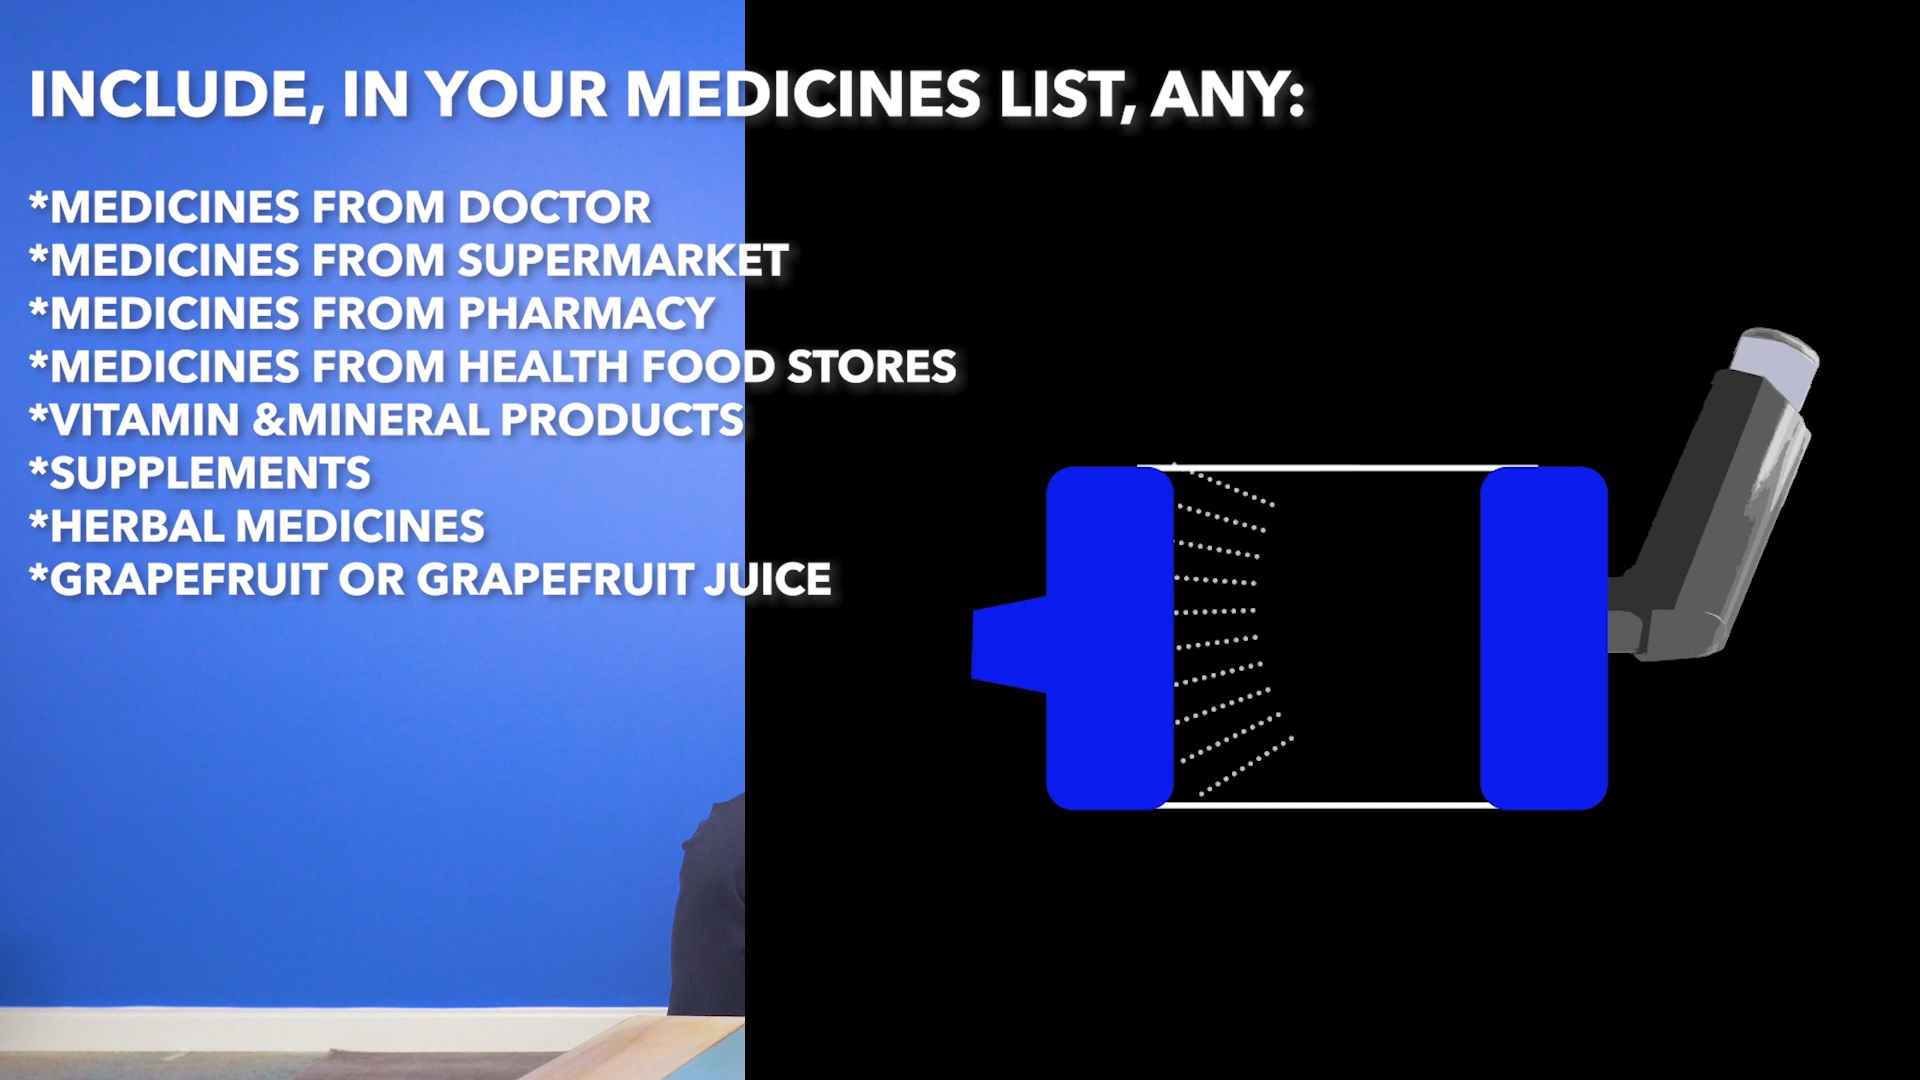 INCLUDE, IN YOUR MEDICINES LIST, ANY:
*MEDICINES FROM DOCTOR
*MEDICINES FROM SUPERMARKET
*MEDICINES FROM PHARMACY
*MEDICINES FROM HEALTH FOOD STORES
*VITAMIN &MINERAL PRODUCTS
*SUPPLEMENTS
*HERBAL MEDICINES
*GRAPEFRUIT OR GRAPEFRUIT JUICE